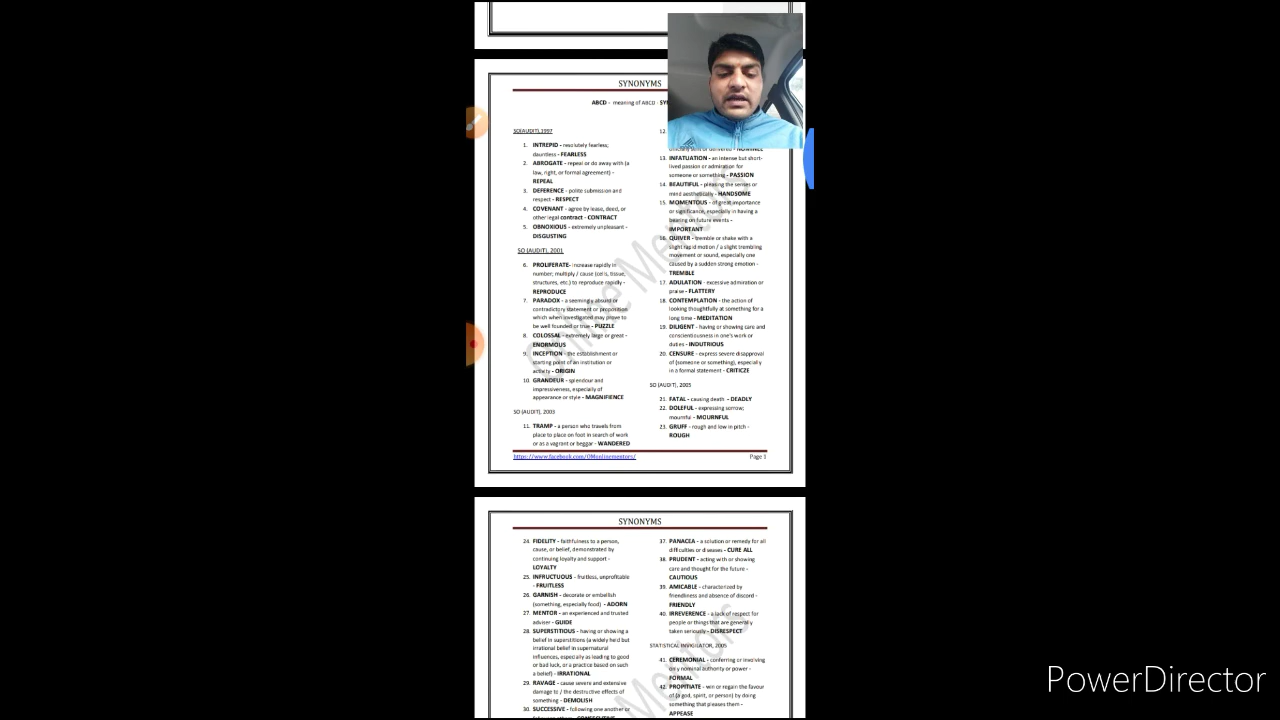 SYNONYMS
ABCD - meaning of ABCD -
SO(AUDIT),1997
1. INTREPID - resolutely fearless;
dauntless - FEARLESS
2. ABROGATE - repeal or do away with (a
law, right, or formal agreement) -
REPEAL
3. DEFERENCE - polite submission and
respect - RESPECT
4. COVENANT - agree by lease, deed, or
other legal contract - CONTRACT
5. OBNOXIOUS - extremely unpleasant -
DISGUSTING
SO (AUDIT), 2001
6. PROLIFERATE- increase rapidly in
number; multiply / cause (cells, tissue,
structures, etc.) to reproduce rapidly -
REPRODUCE
7. PARADOX - a seemingly absurd or
contradictory statement or proposition
which when investigated may prove to
be well founded or true - PUZZLE
8. COLOSSAL - extremely large or great -
ENORMOUS
9. INCEPTION - the establishment or
starting point of an institution or
activity - ORIGIN
10. GRANDEUR - splendour and
impressiveness, especially of
appearance or style - MAGNIFIENCE
SO (AUDIT), 2003
11. TRAMP - a person who travels from
place to place on foot in search of work
or as a vagrant or beggar - WANDERED
12.
13. INFATUATION - an intense but short-
lived passion or admiration for
someone or something - PASSION
14. BEAUTIFUL - pleasing the senses or
mind aesthetically - HANDSOME
15. MOMENTOUS - of great importance
or significance, especially in having a
bearing on future events -
IMPORTANT
16. QUIVER - tremble or shake with a
slight rapid motion / a slight trembling
movement or sound, especially one
caused by a sudden strong emotion -
TREMBLE
17. ADULATION - excessive admiration or
praise - FLATTERY
18. CONTEMPLATION - the action of
looking thoughtfully at something for a
long time - MEDITATION
19. DILIGENT - having or showing care and
conscientiousness in one's work or
duties - INDUTRIOUS
20. CENSURE - express severe disapproval
of (someone or something), especially
in a formal statement - CRITICZE
SO (AUDIT), 2005
21. FATAL - causing death - DEADLY
22. DOLEFUL - expressing sorrow;
mournful - MOURNFUL
23. GRUFF - rough and low in pitch -
ROUGH
https://www.facebook.com/OMonlinementors/ Page 1
Online Mentors
SYNONYMS
24. FIDELITY - faithfulness to a person,
cause, or belief, demonstrated by
continuing loyalty and support -
LOYALTY
25. INFRUCTUOUS - fruitless, unprofitable
- FRUITLESS
26. GARNISH - decorate or embellish
(something, especially food) - ADORN
27. MENTOR - an experienced and trusted
adviser - GUIDE
28. SUPERSTITIOUS - having or showing a
belief in superstitions (a widely held but
irrational belief in supernatural
influences, especially as leading to good
or bad luck, or a practice based on such
a belief) - IRRATIONAL
29. RAVAGE - cause severe and extensive
damage to / the destructive effects of
something - DEMOLISH
30. SUCCESSIVE - following one another or
37. PANACEA - a solution or remedy for all
difficulties or diseases - CURE ALL
38. PRUDENT - acting with or showing
care and thought for the future -
CAUTIOUS
39. AMICABLE - characterized by
friendliness and absence of discord -
FRIENDLY
40. IRREVERENCE - a lack of respect for
people or things that are generally
taken seriously - DISRESPECT
STATISTICAL INVIGILATOR, 2005
41. CEREMONIAL - conferring or involving
only nominal authority or power -
FORMAL
42. PROPITIATE - win or regain the favour
of (a god, spirit, or person) by doing
something that pleases them -
APPEASE
PowerDirector